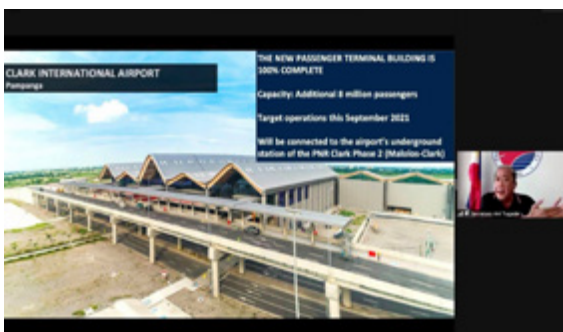 CLARK INTERNATIONAL AIRPORT
Pampanga
THE NEW PASSENGER TERMINAL BUILDING IS
100% COMPLETE
Capacity: Additional 8 million passengers
Target operations this September 2021
Will be connected to the airport's underground
station of the PNR Clark Phase 2 (Malolos-Clark)